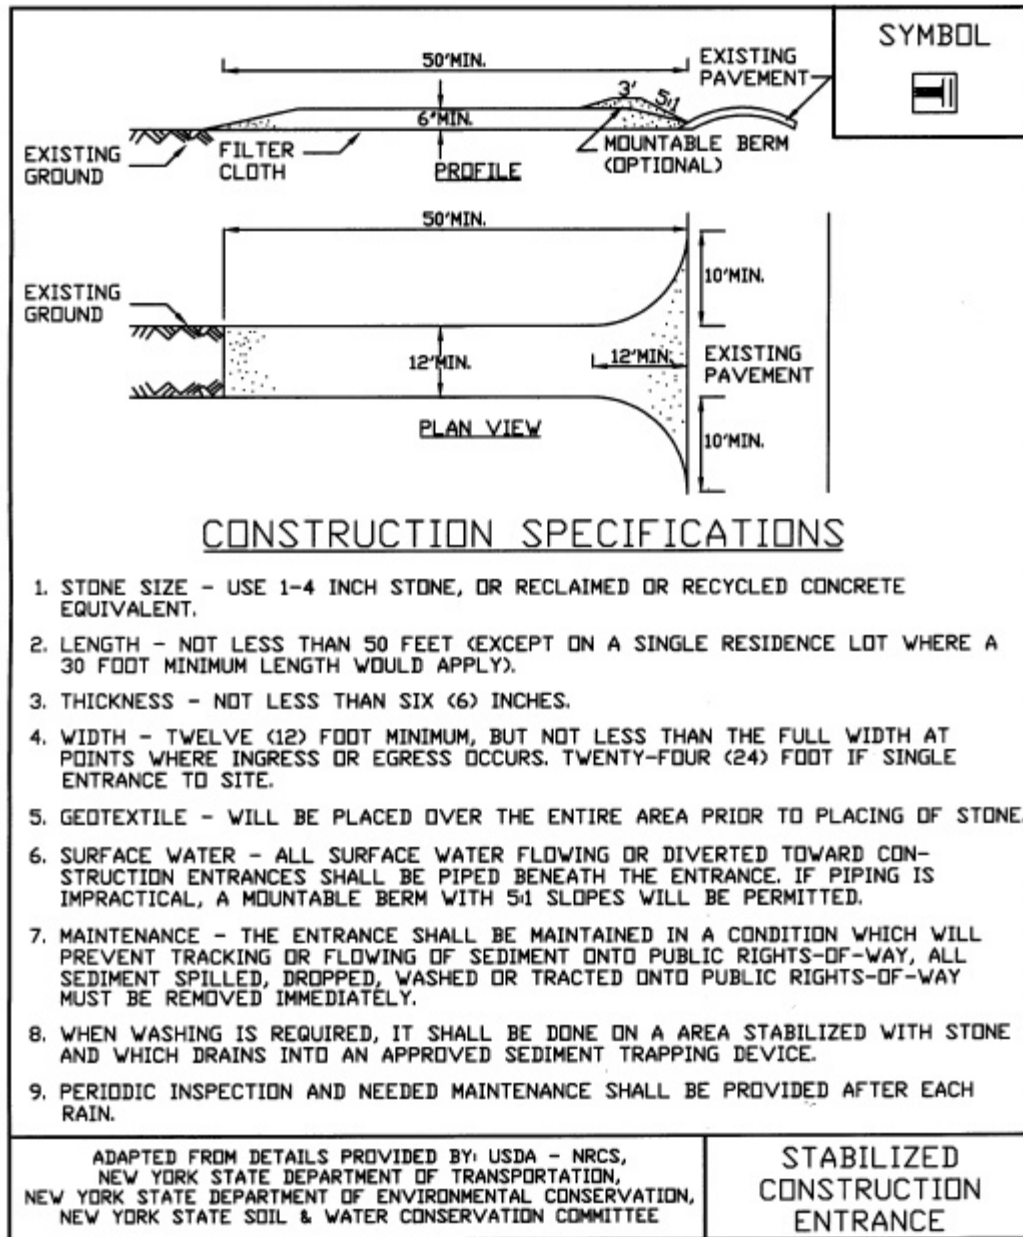 SYMBOL
50'MIN.
EXISTING
PAVEMENT
3'
5:1
6"MIN.
EXISTING
GROUND
FILTER
CLOTH
PROFILE
MOUNTABLE BERM
(OPTIONAL)
50'MIN.
10'MIN.
EXISTING
GROUND
12'MIN.
12'MIN.
EXISTING
PAVEMENT
PLAN VIEW
10'MIN.
CONSTRUCTION SPECIFICATIONS
1. STONE SIZE - USE 1-4 INCH STONE, OR RECLAIMED OR RECYCLED CONCRETE
EQUIVALENT.
2. LENGTH - NOT LESS THAN 50 FEET (EXCEPT ON A SINGLE RESIDENCE LOT WHERE A
30 FOOT MINIMUM LENGTH WOULD APPLY).
3. THICKNESS - NOT LESS THAN SIX (6) INCHES.
4. WIDTH - TWELVE (12) FOOT MINIMUM, BUT NOT LESS THAN THE FULL WIDTH AT
POINTS WHERE INGRESS OR EGRESS OCCURS. TWENTY-FOUR (24) FOOT IF SINGLE
ENTRANCE TO SITE.
5. GEOTEXTILE - WILL BE PLACED OVER THE ENTIRE AREA PRIOR TO PLACING OF STONE.
6. SURFACE WATER - ALL SURFACE WATER FLOWING OR DIVERTED TOWARD CON-
STRUCTION ENTRANCES SHALL BE PIPED BENEATH THE ENTRANCE. IF PIPING IS
IMPRACTICAL, A MOUNTABLE BERM WITH 5:1 SLOPES WILL BE PERMITTED.
7. MAINTENANCE - THE ENTRANCE SHALL BE MAINTAINED IN A CONDITION WHICH WILL
PREVENT TRACKING OR FLOWING OF SEDIMENT ONTO PUBLIC RIGHTS-OF-WAY, ALL
SEDIMENT SPILLED, DROPPED, WASHED OR TRACTED ONTO PUBLIC RIGHTS-OF-WAY
MUST BE REMOVED IMMEDIATELY.
8. WHEN WASHING IS REQUIRED, IT SHALL BE DONE ON A AREA STABILIZED WITH STONE
AND WHICH DRAINS INTO AN APPROVED SEDIMENT TRAPPING DEVICE.
9. PERIODIC INSPECTION AND NEEDED MAINTENANCE SHALL BE PROVIDED AFTER EACH
RAIN.
ADAPTED FROM DETAILS PROVIDED BY: USDA - NRCS,
NEW YORK STATE DEPARTMENT OF TRANSPORTATION,
NEW YORK STATE DEPARTMENT OF ENVIRONMENTAL CONSERVATION,
NEW YORK STATE SOIL & WATER CONSERVATION COMMITTEE
STABILIZED
CONSTRUCTION
ENTRANCE